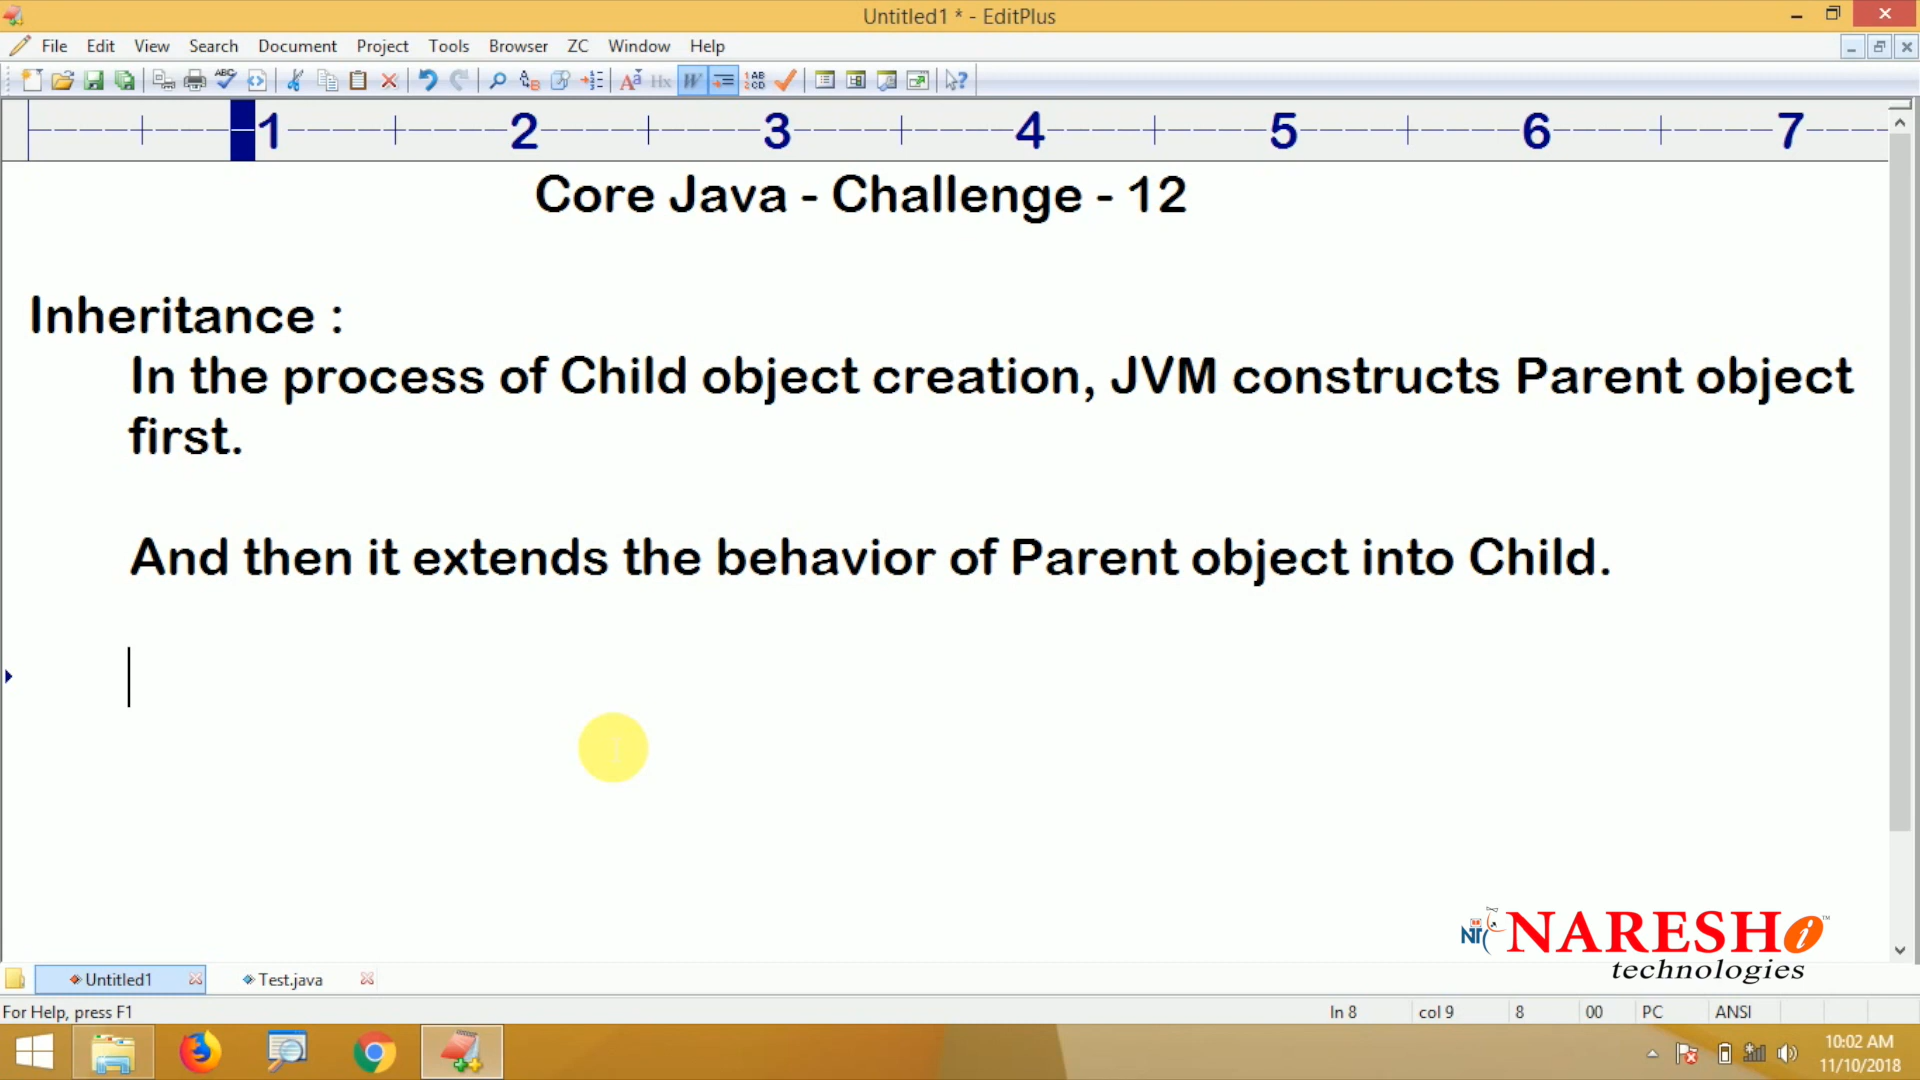 Untitled1 * - EditPlus
File Edit View Search Document Project Tools Browser ZC Window Help
1 2 3 4 5 6 7
Core Java - Challenge - 12
Inheritance :
In the process of Child object creation, JVM constructs Parent object
first.
And then it extends the behavior of Parent object into Child.
NARESH i
technologies
Untitled1 Test.java
For Help, press F1 ln 8 col 9 8 00 PC ANSI
10:02 AM
11/10/2018